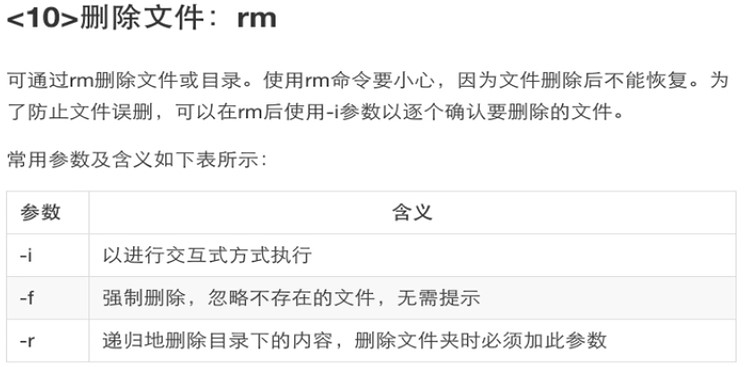 <10>删除文件：rm
可通过rm删除文件或目录。使用rm命令要小心，因为文件删除后不能恢复。为
了防止文件误删，可以在rm后使用-i参数以逐个确认要删除的文件。
常用参数及含义如下表所示：
参数 含义
-i 以进行交互式方式执行
-f 强制删除，忽略不存在的文件，无需提示
-r 递归地删除目录下的内容，删除文件夹时必须加此参数